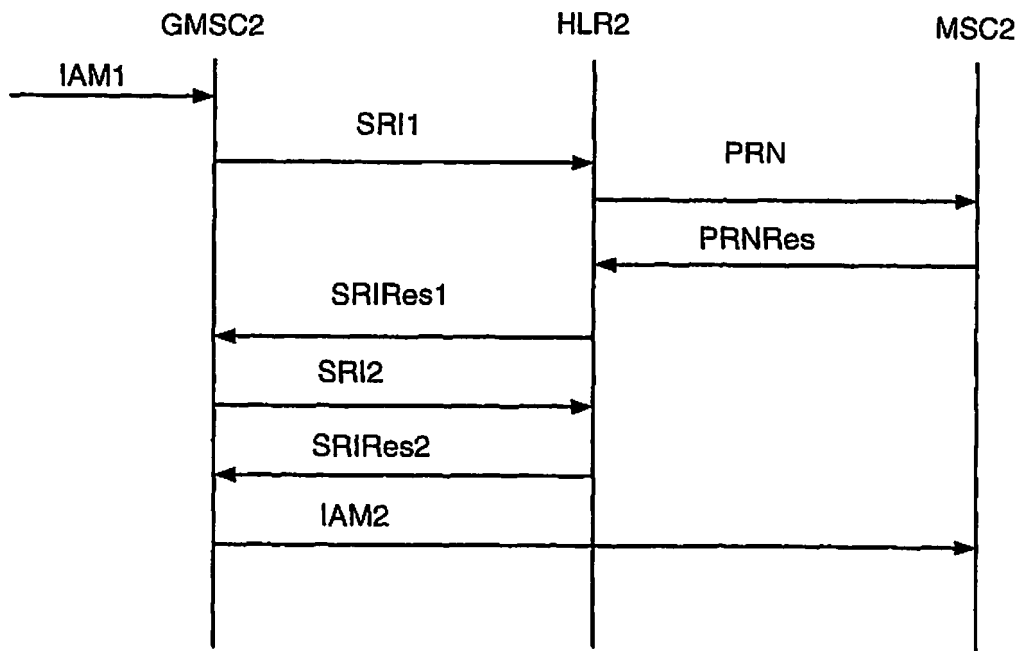 GMSC2
HLR2
MSC2
IAM1
SRI1
PRN
PRNRes
SRIRes1
SRI2
SRIRes2
IAM2